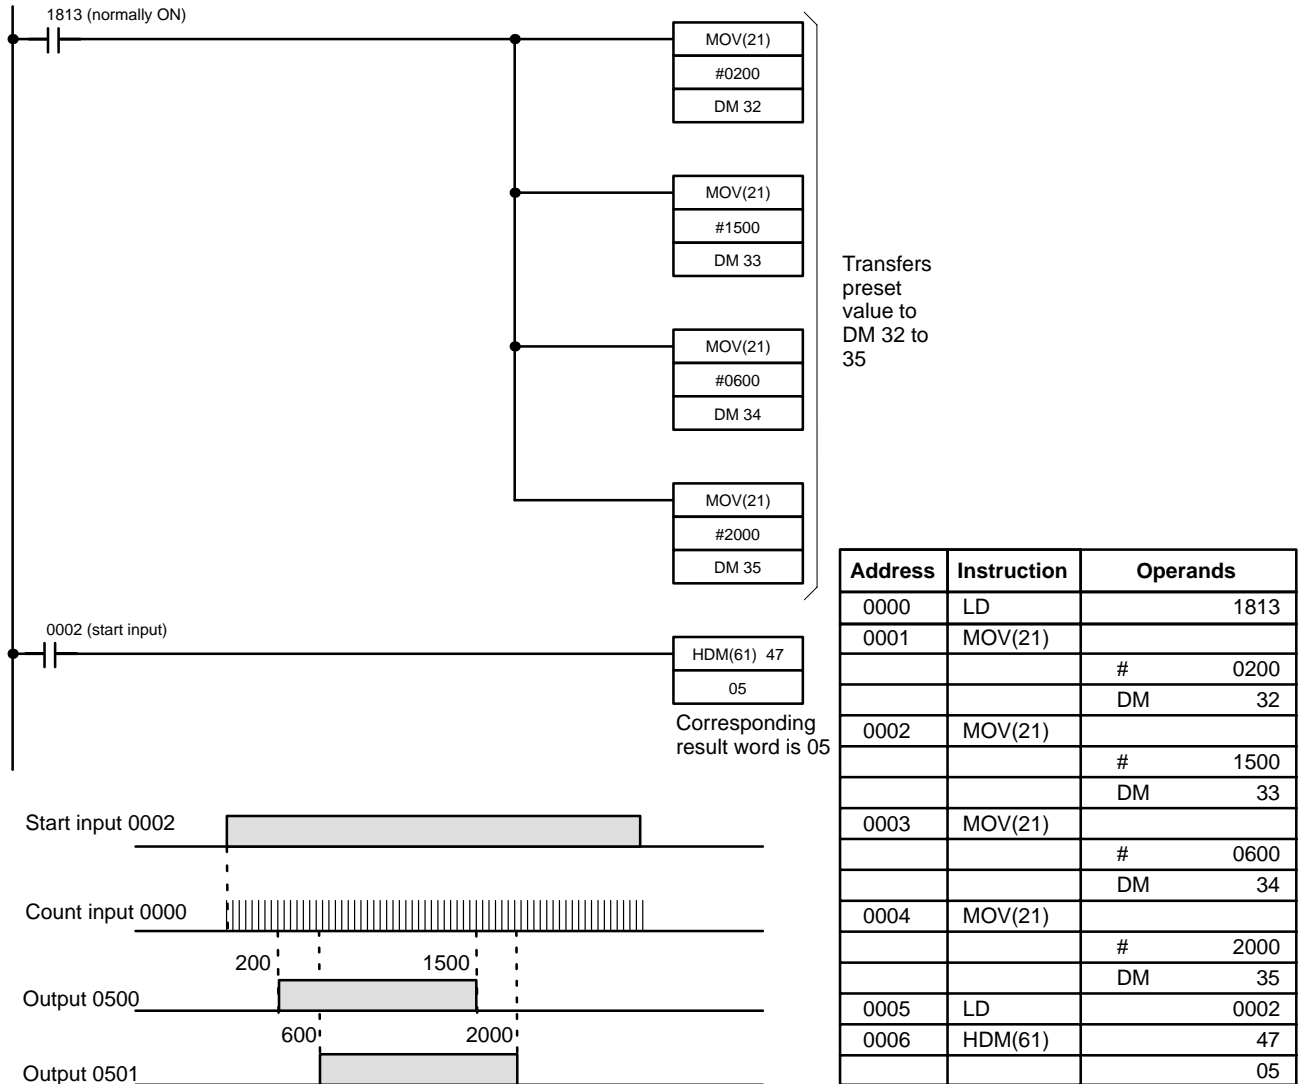 1813 (normally ON)
MOV(21)
#0200
DM 32
MOV(21)
#1500
DM 33
MOV(21)
#0600
DM 34
MOV(21)
#2000
DM 35
Transfers
preset
value to
DM 32 to
35
0002 (start input)
HDM(61) 47
05
Corresponding
result word is 05
Start input 0002
Count input 0000
200 1500
Output 0500
600 2000
Output 0501
Address Instruction Operands
0000 LD 1813
0001 MOV(21)
# 0200
DM 32
0002 MOV(21)
# 1500
DM 33
0003 MOV(21)
# 0600
DM 34
0004 MOV(21)
# 2000
DM 35
0005 LD 0002
0006 HDM(61) 47
05